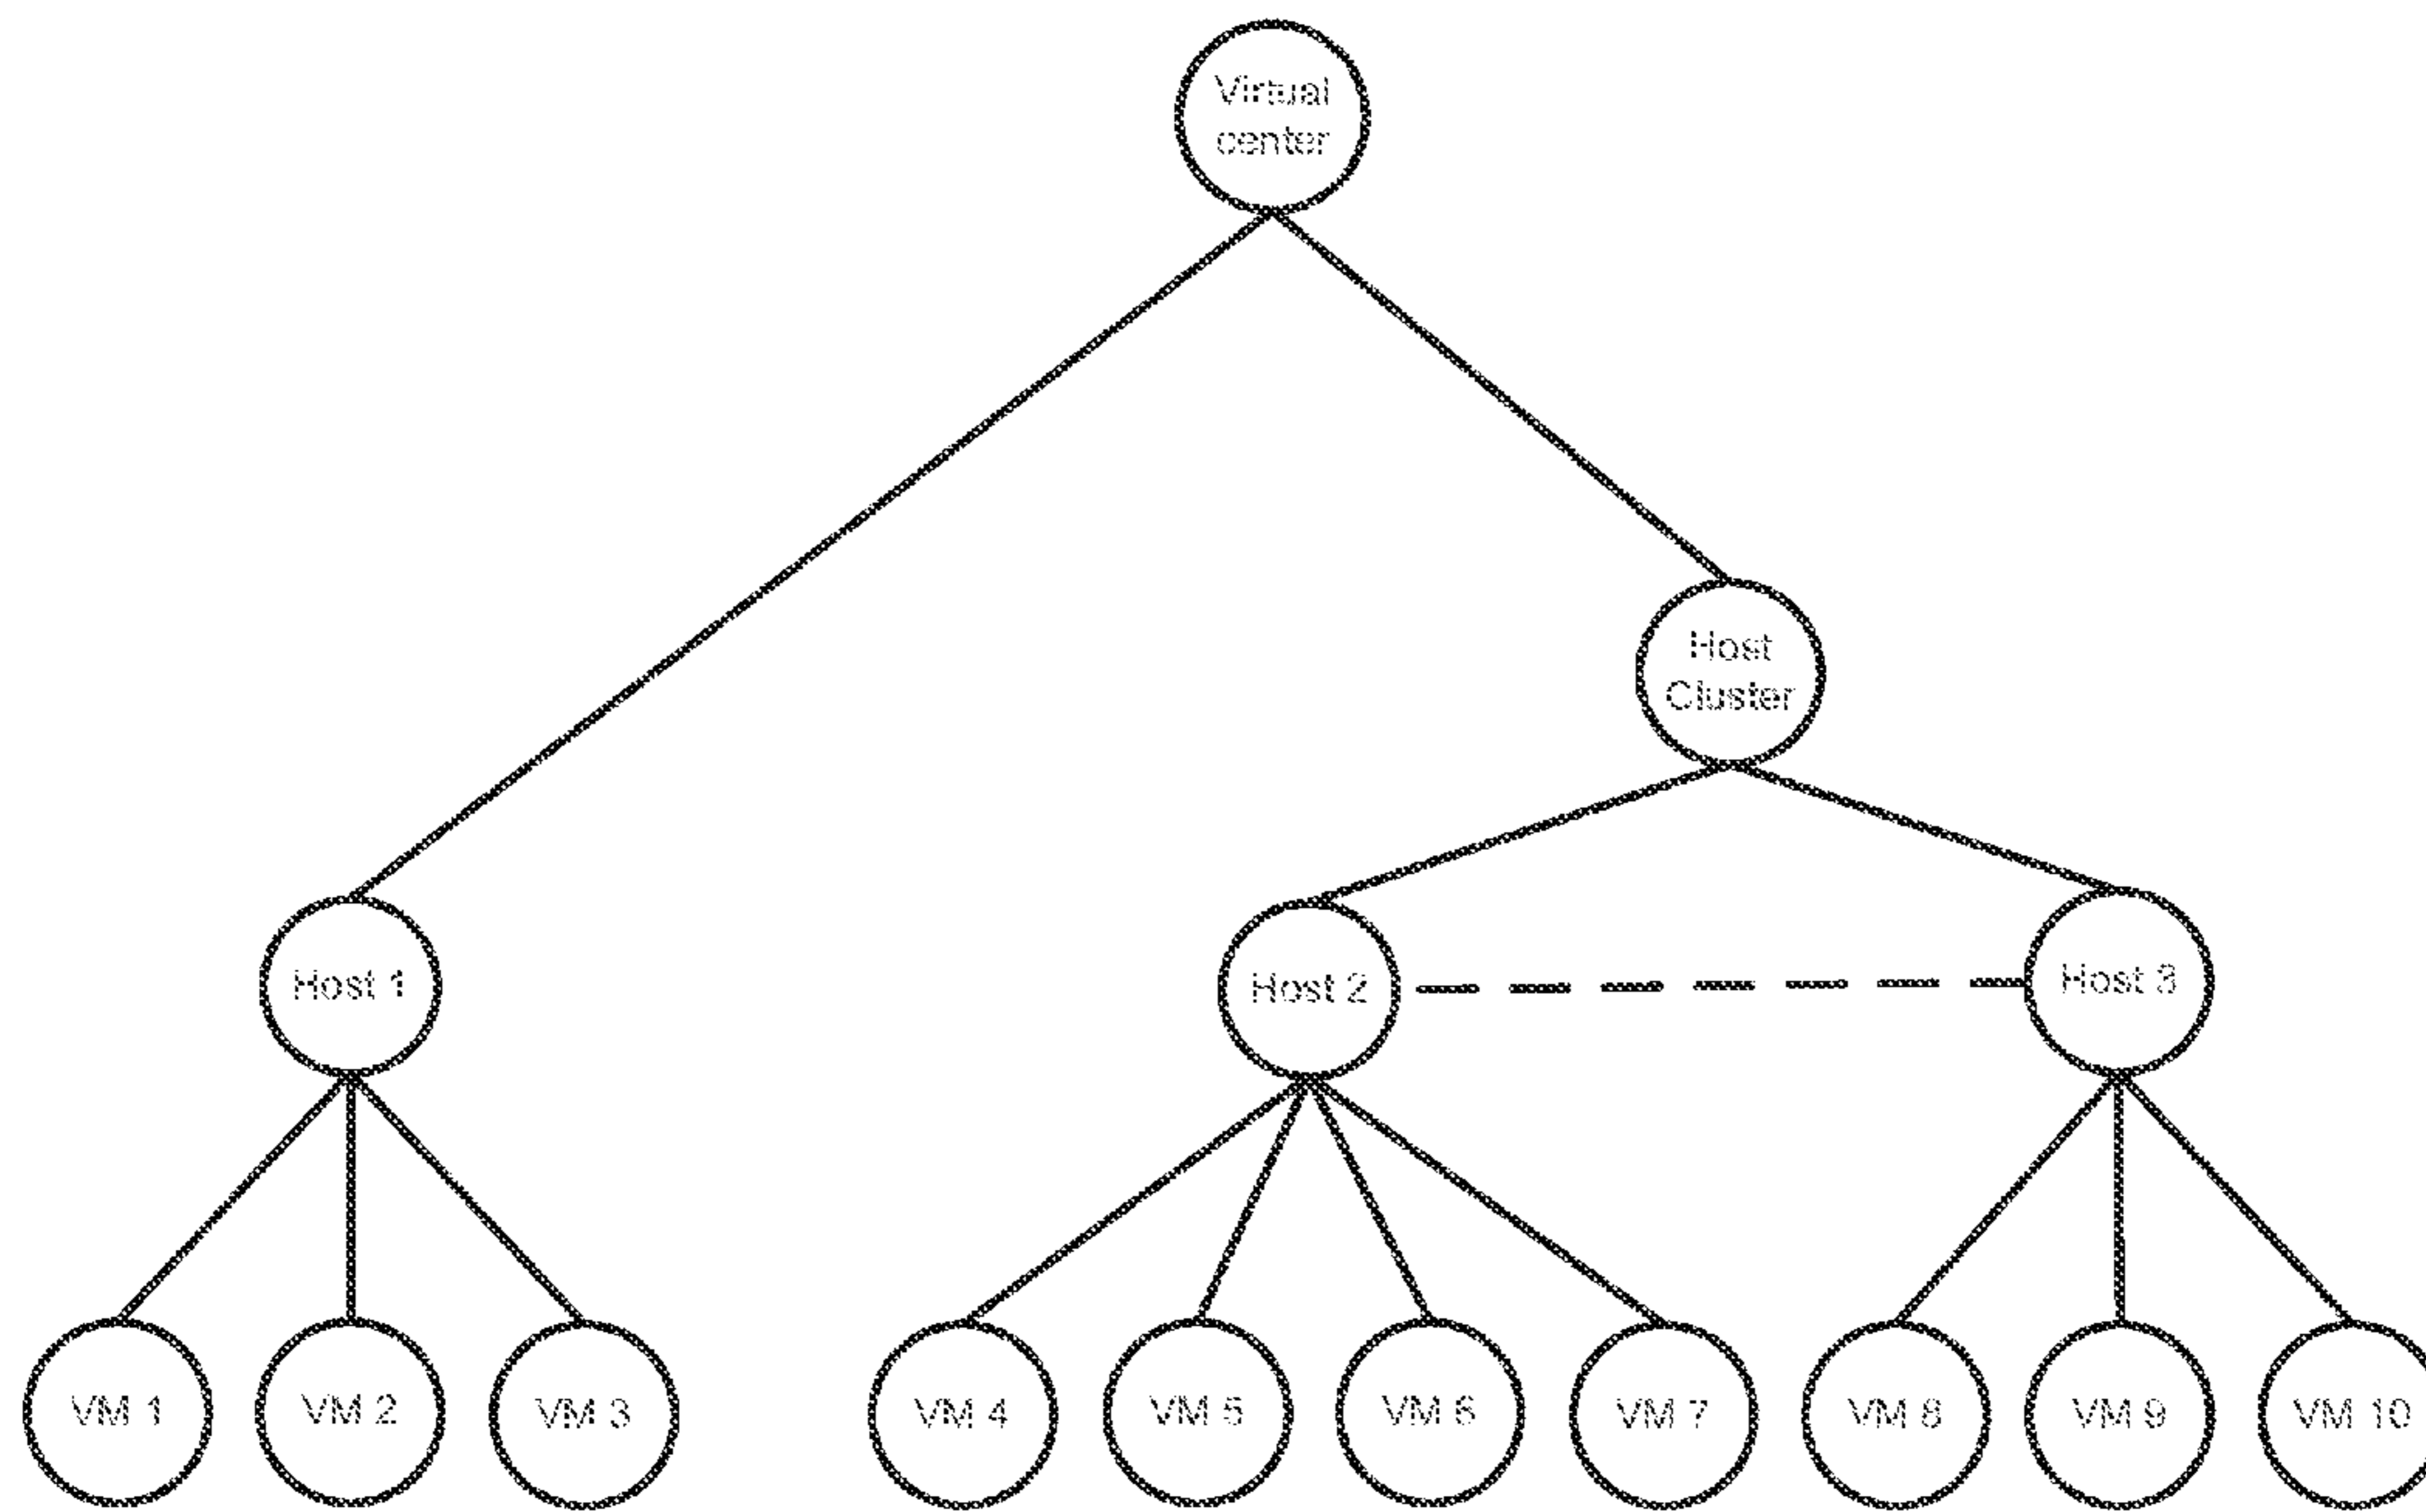 Virtual
center
Host
Cluster
Host 1
Host 2
Host 3
VM 1
VM 2
VM 3
VM 4
VM 5
VM 6
VM 7
VM 8
VM 9
VM 10